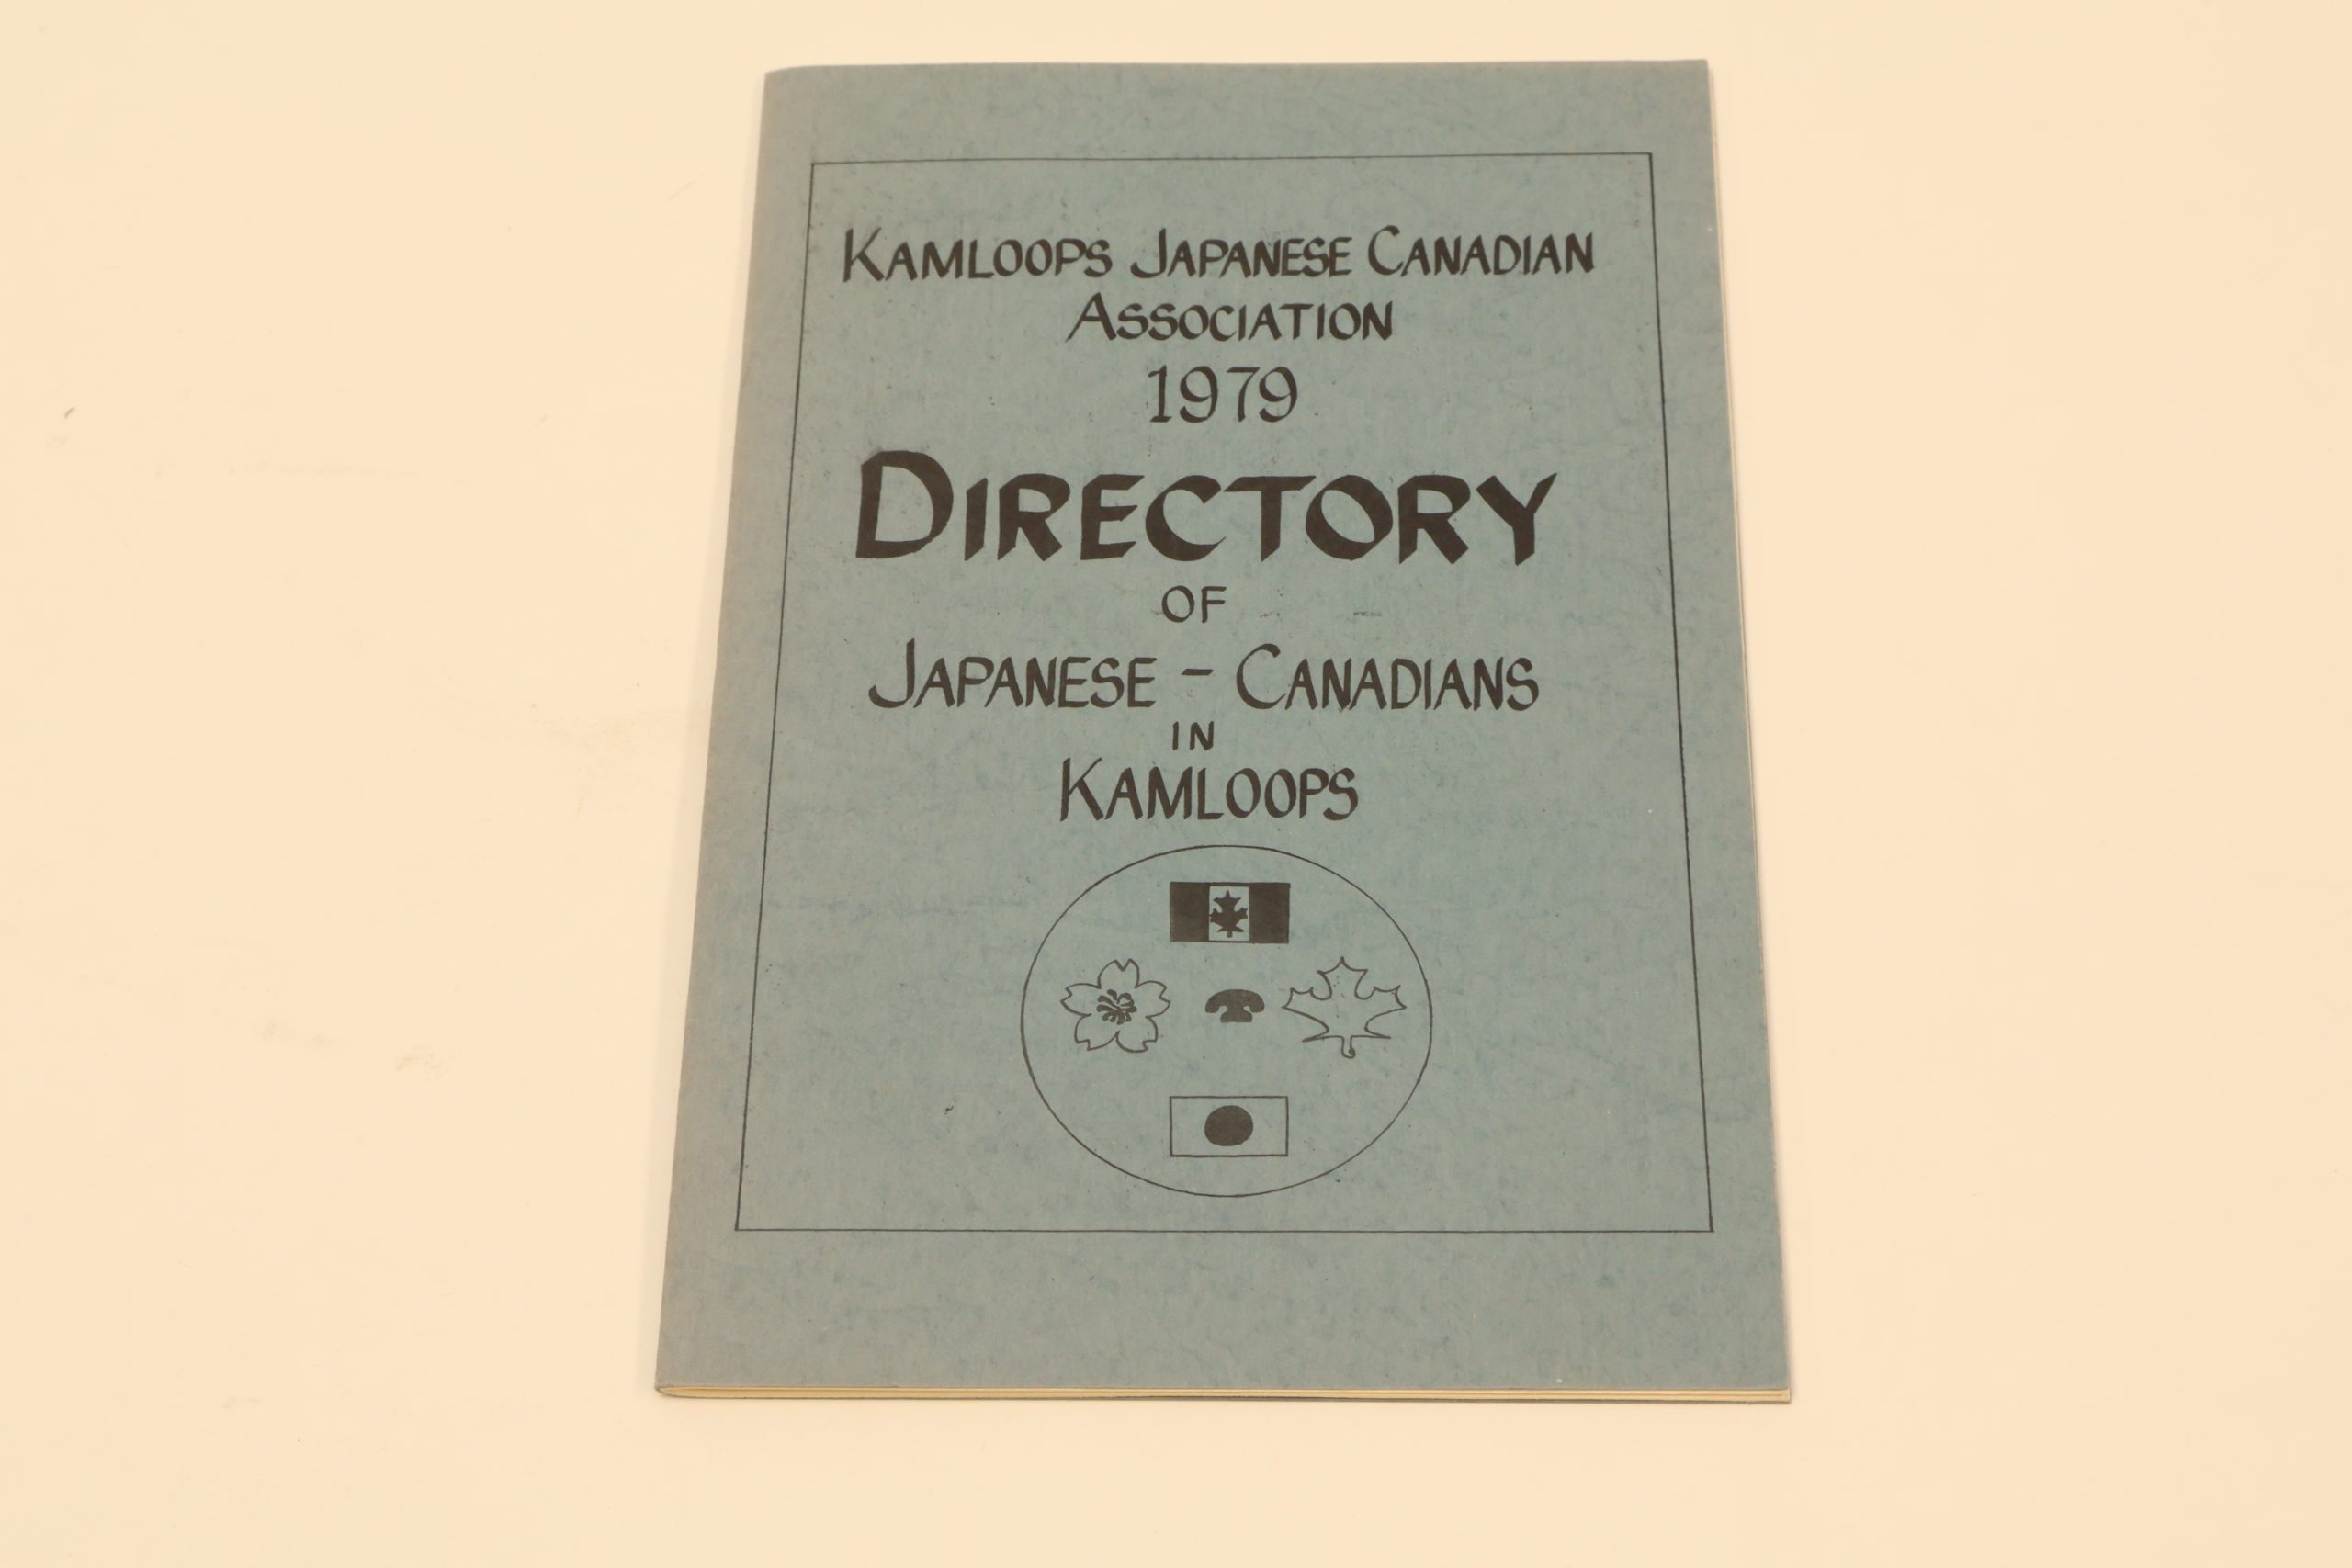 KAMLOOPS JAPANESE CANADIAN
ASSOCIATION
1979
DIRECTORY
OF
JAPANESE - CANADIANS
IN
KAMLOOPS